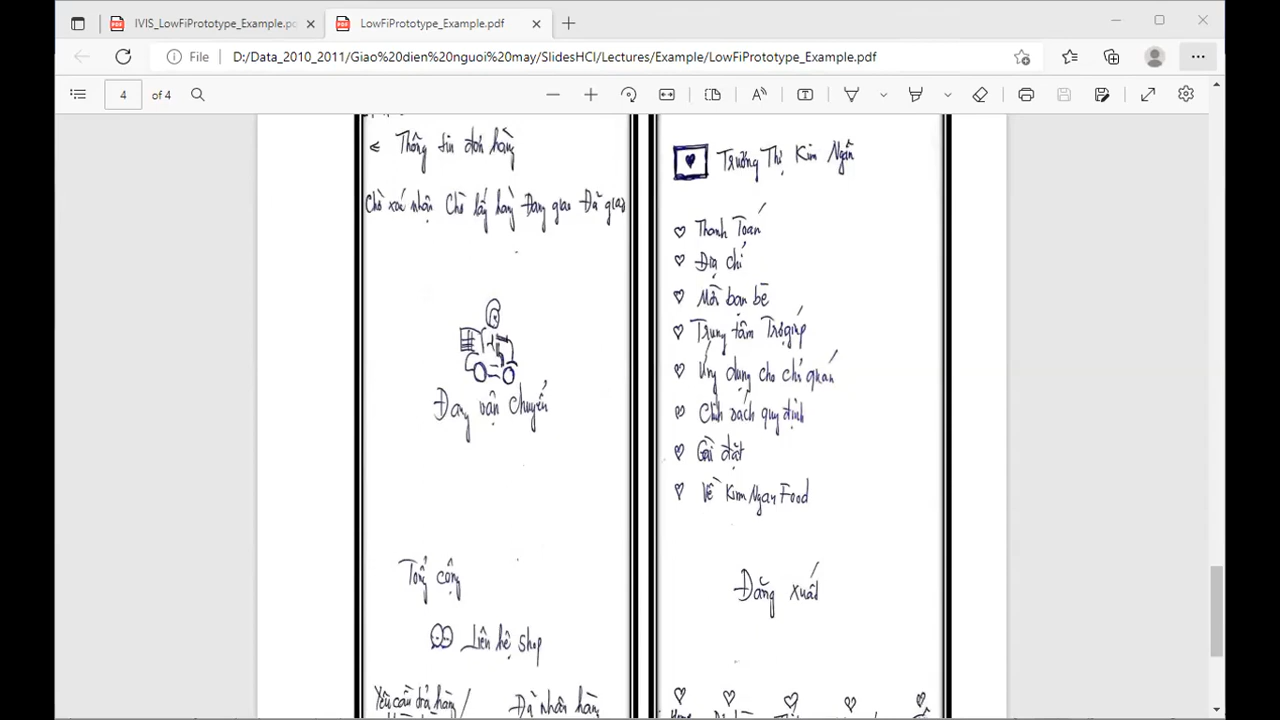 IVIS_LowFiPrototype_Example.pd
LowFiPrototype_Example.pdf
File
D:/Data_2010_2011/Giao%20dien%20nguoi%20may/SlidesHCI/Lectures/Example/LowFiPrototype_Example.pdf
4 of 4
Thông tin đơn hàng
Chờ xác nhận Chờ lấy hàng Đang giao Đã giao
Đang vận chuyển
Tổng cộng
Liên hệ shop
Yêu cầu trả hàng/
Đã nhận hàng
Trương Thị Kim Ngân
Thanh Toán
Địa chỉ
Mời bạn bè
Trung tâm Trợ giúp
Ứng dụng cho chủ quán
Chính sách quy định
Cài đặt
Về Kim Ngan Food
Đăng xuất